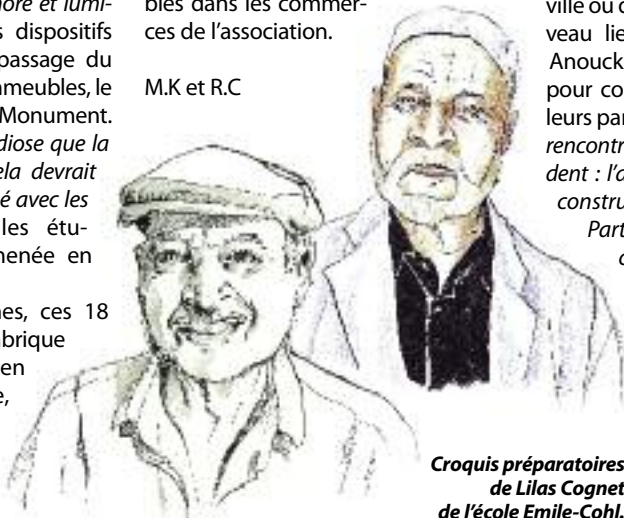 nore et lumi-
s dispositifs
passage du
meubles, le
Monument.
diose que la
ela devrait
é avec les
les étu-
nenée en
nes, ces 18
brique
en
e,
bles dans les commer-
ces de l'association.
M.K et R.C
ville ou
veau lie
Anouck
pour co
leurs par
rencontr
dent : l'a
constru
Part
Croquis préparatoires
de Lilas Cognet
de l'école Emile-Cohl.